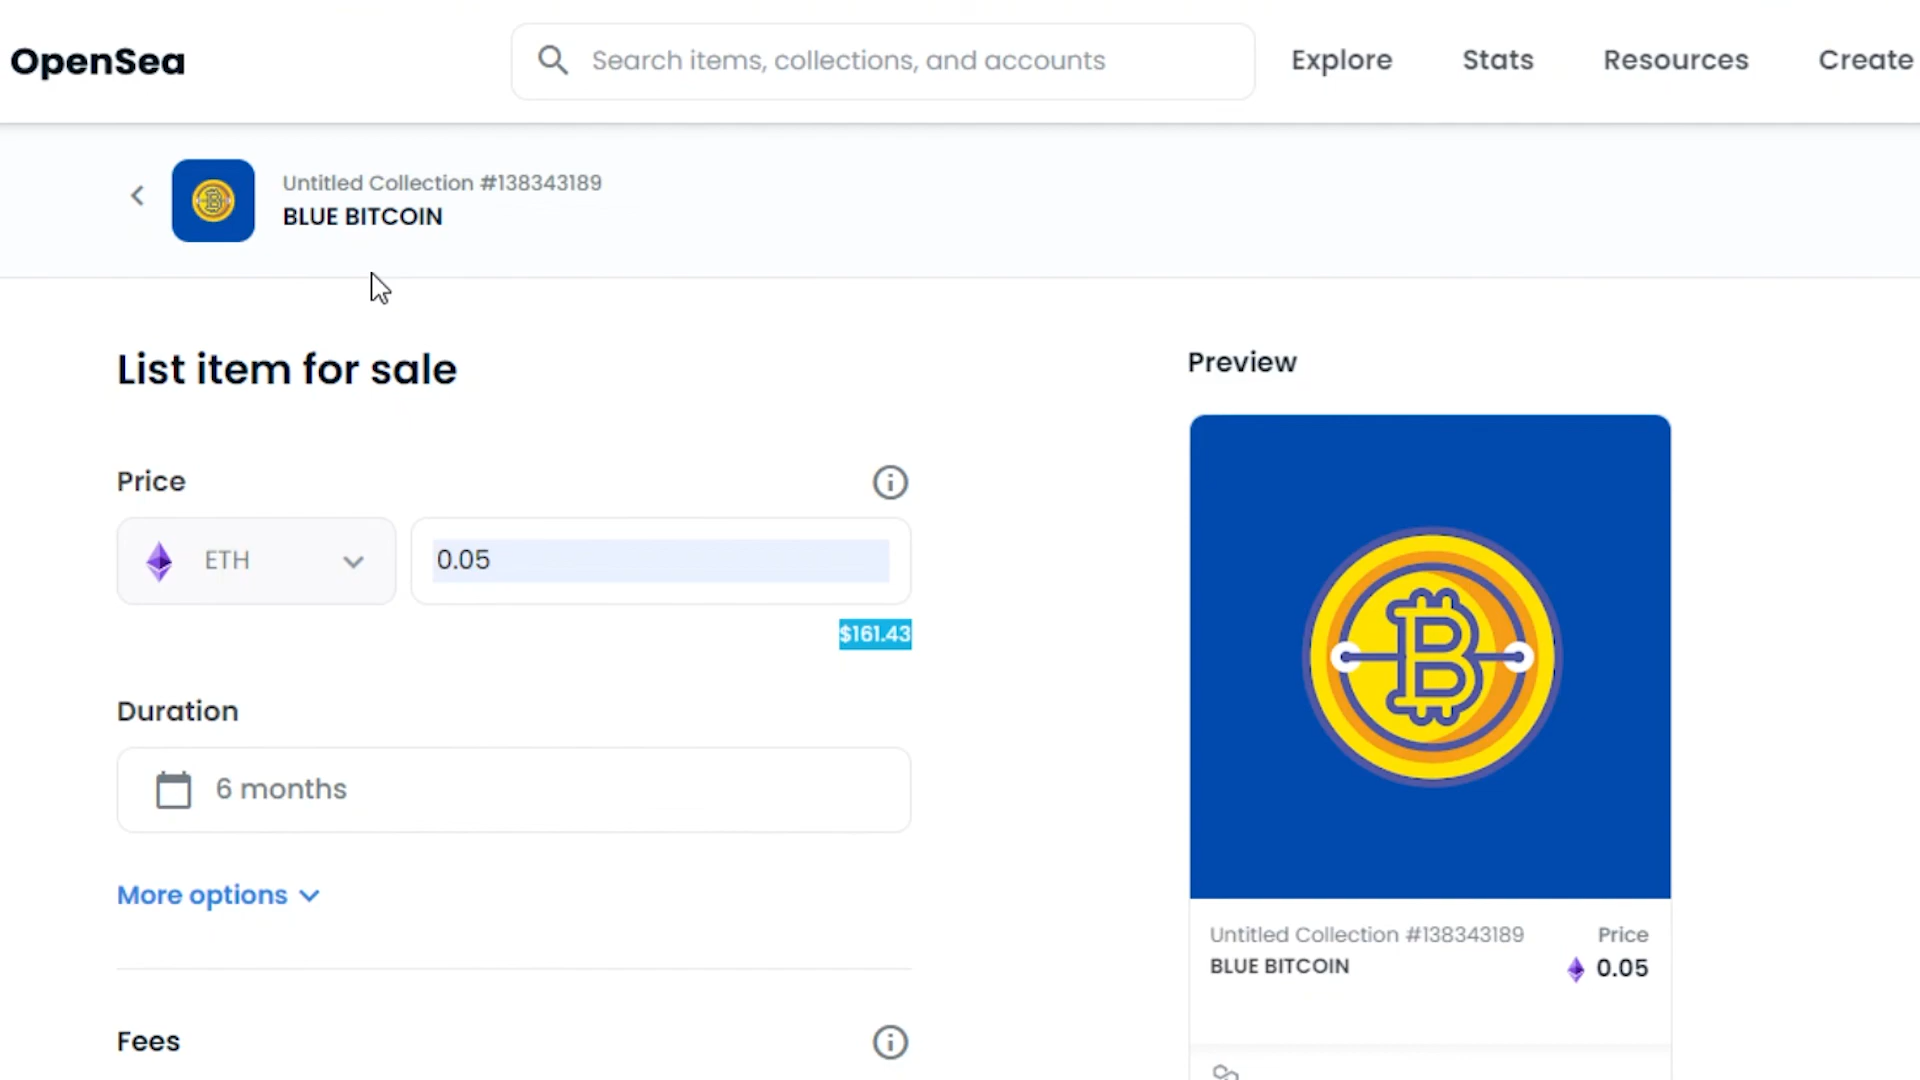 OpenSea
Search items, collections, and accounts
Explore
Stats
Resources
Create
Untitled Collection #138343189
BLUE BITCOIN
List item for sale
Price
ETH
0.05
$161.43
Duration
6 months
More options
Fees
Preview
Untitled Collection #138343189
Price
BLUE BITCOIN
0.05